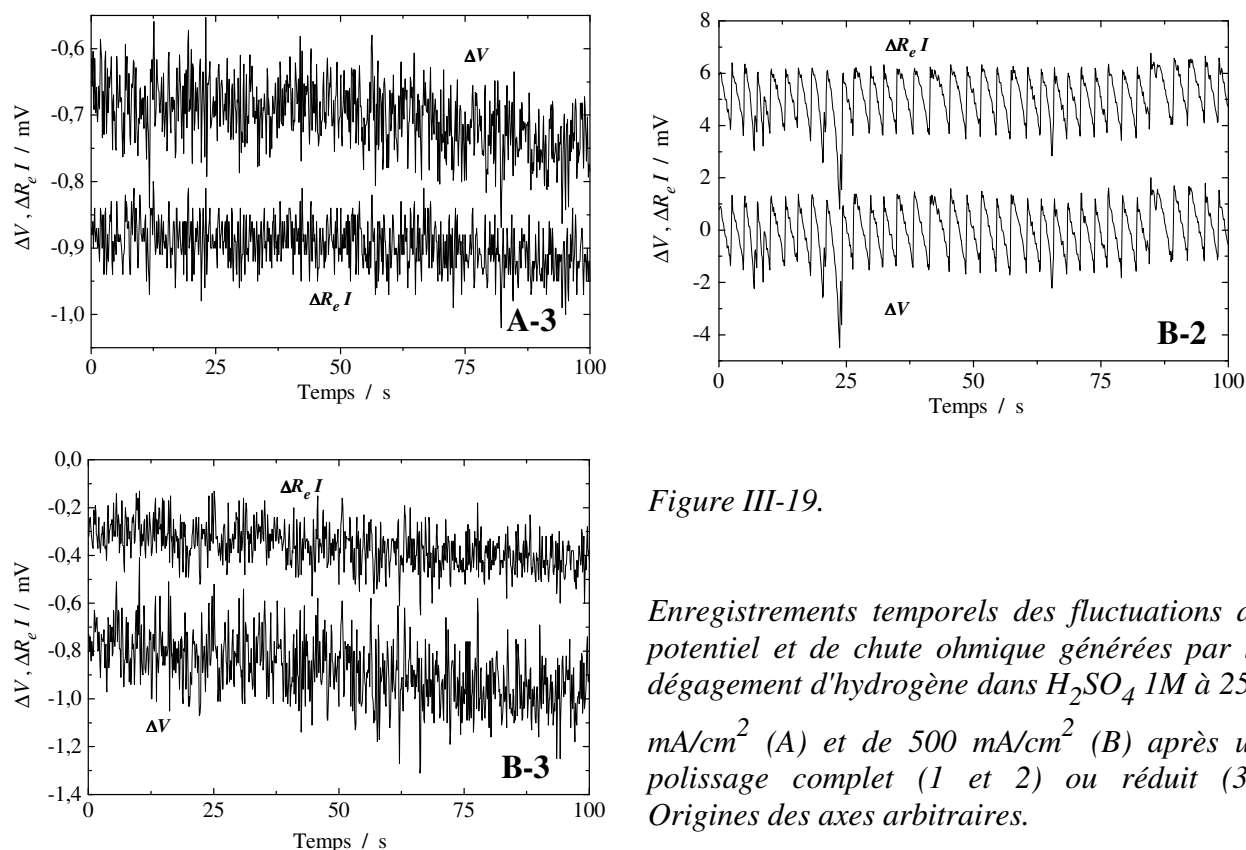 -0,6
-0,7
-0,8
-0,9
-1,0
ΔV , ΔR_e I / mV
ΔV
ΔR_e I
A-3
0 25 50 75 100
Temps / s
8
6
4
2
0
-2
-4
ΔV , ΔR_e I / mV
ΔR_e I
ΔV
B-2
0 25 50 75 100
Temps / s
0,0
-0,2
-0,4
-0,6
-0,8
-1,0
-1,2
-1,4
ΔV , ΔR_e I / mV
ΔR_e I
ΔV
B-3
0 25 50 75 100
Temps / s
Figure III-19.
Enregistrements temporels des fluctuations
potentiel et de chute ohmique générées par
dégagement d'hydrogène dans H_2SO_4 1M à
mA/cm^2 (A) et de 500 mA/cm^2 (B) après
polissage complet (1 et 2) ou réduit (3
Origines des axes arbitraires.